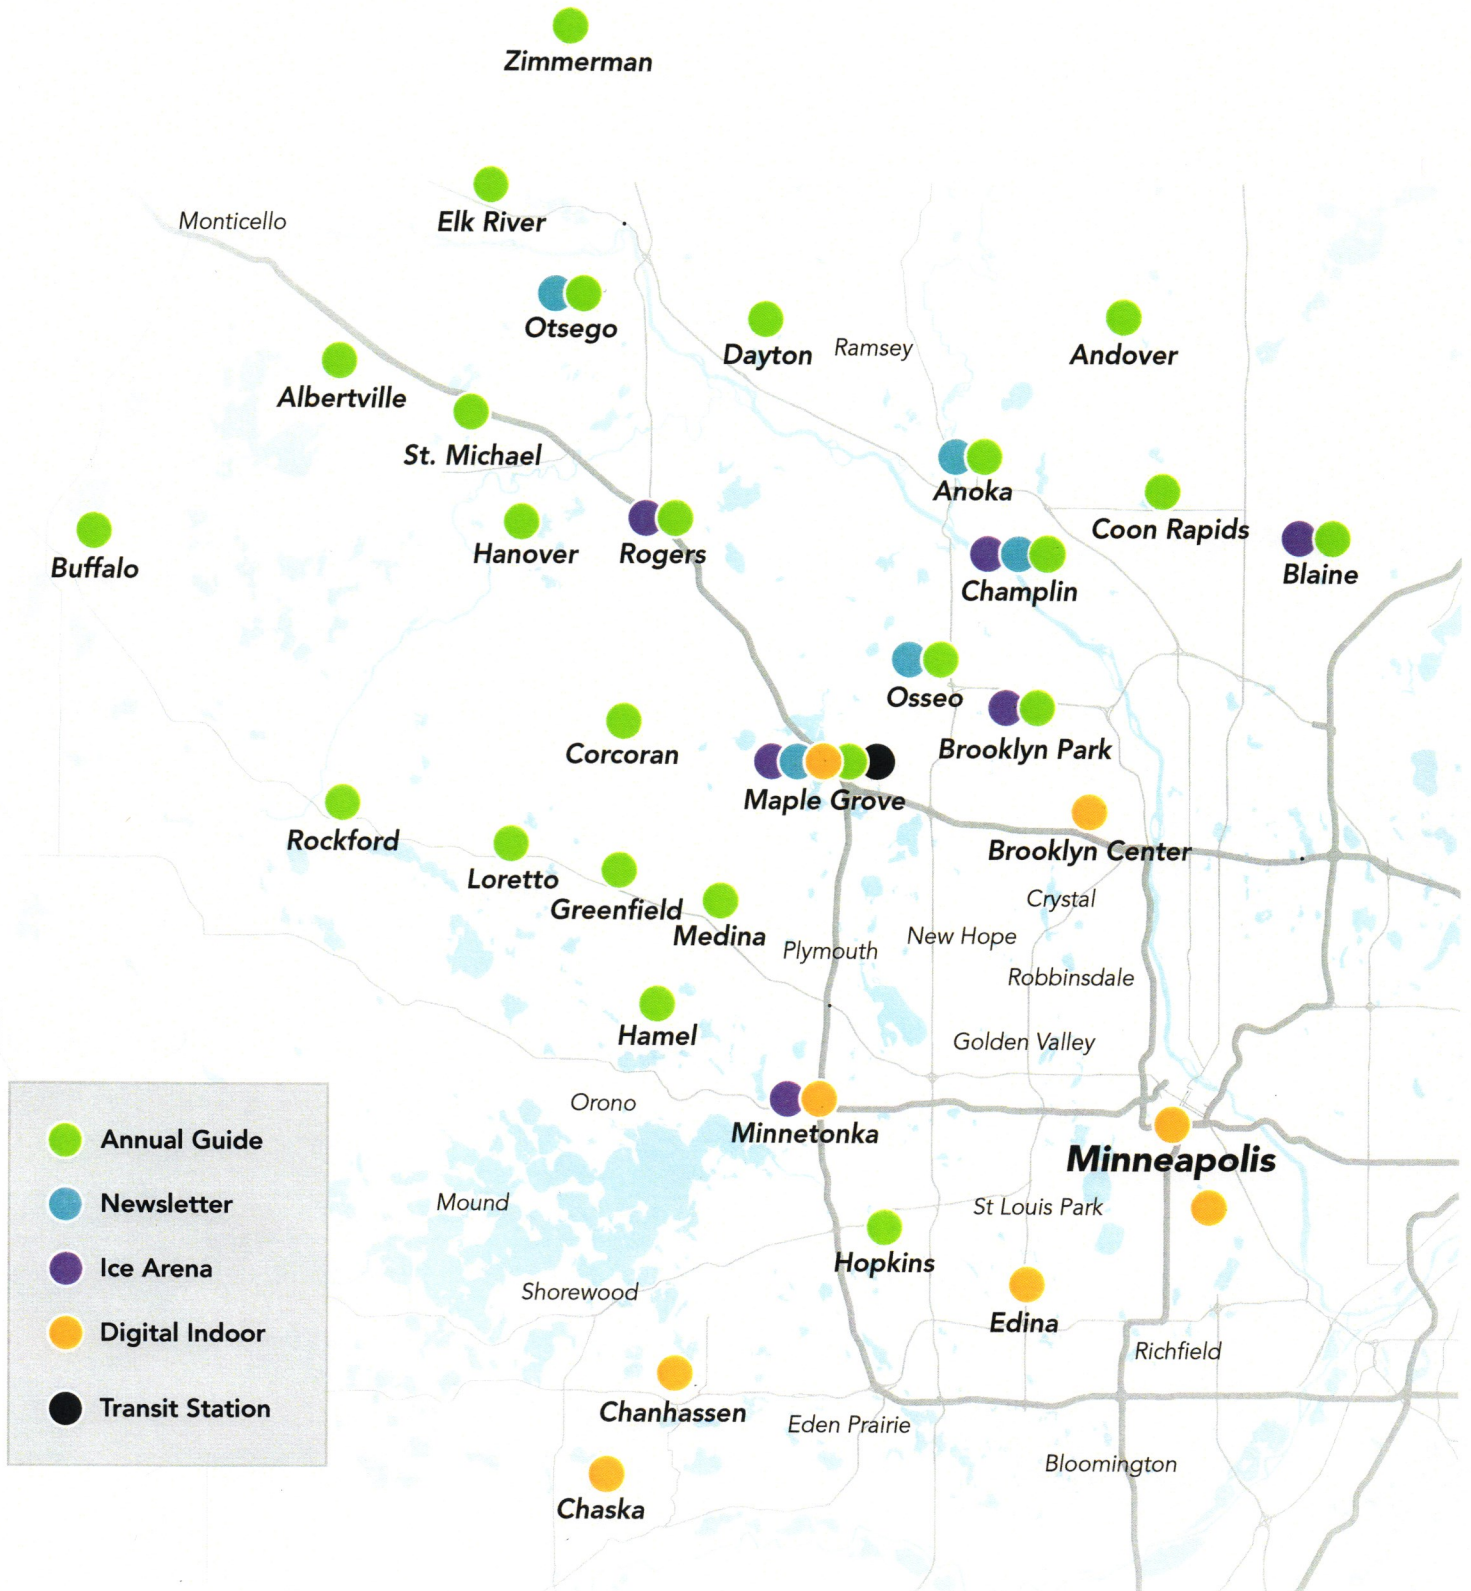 Zimmerman
Elk River
Monticello
Otsego
Dayton
Ramsey
Andover
Albertville
St. Michael
Anoka
Coon Rapids
Buffalo
Hanover
Rogers
Champlin
Blaine
Osseo
Corcoran
Brooklyn Park
Maple Grove
Rockford
Brooklyn Center
Loretto
Greenfield
Crystal
Medina
Plymouth
New Hope
Robbinsdale
Hamel
Golden Valley
Orono
Minnetonka
Minneapolis
Mound
St Louis Park
Hopkins
Shorewood
Edina
Richfield
Chanhassen
Eden Prairie
Bloomington
Chaska
Annual Guide
Newsletter
Ice Arena
Digital Indoor
Transit Station